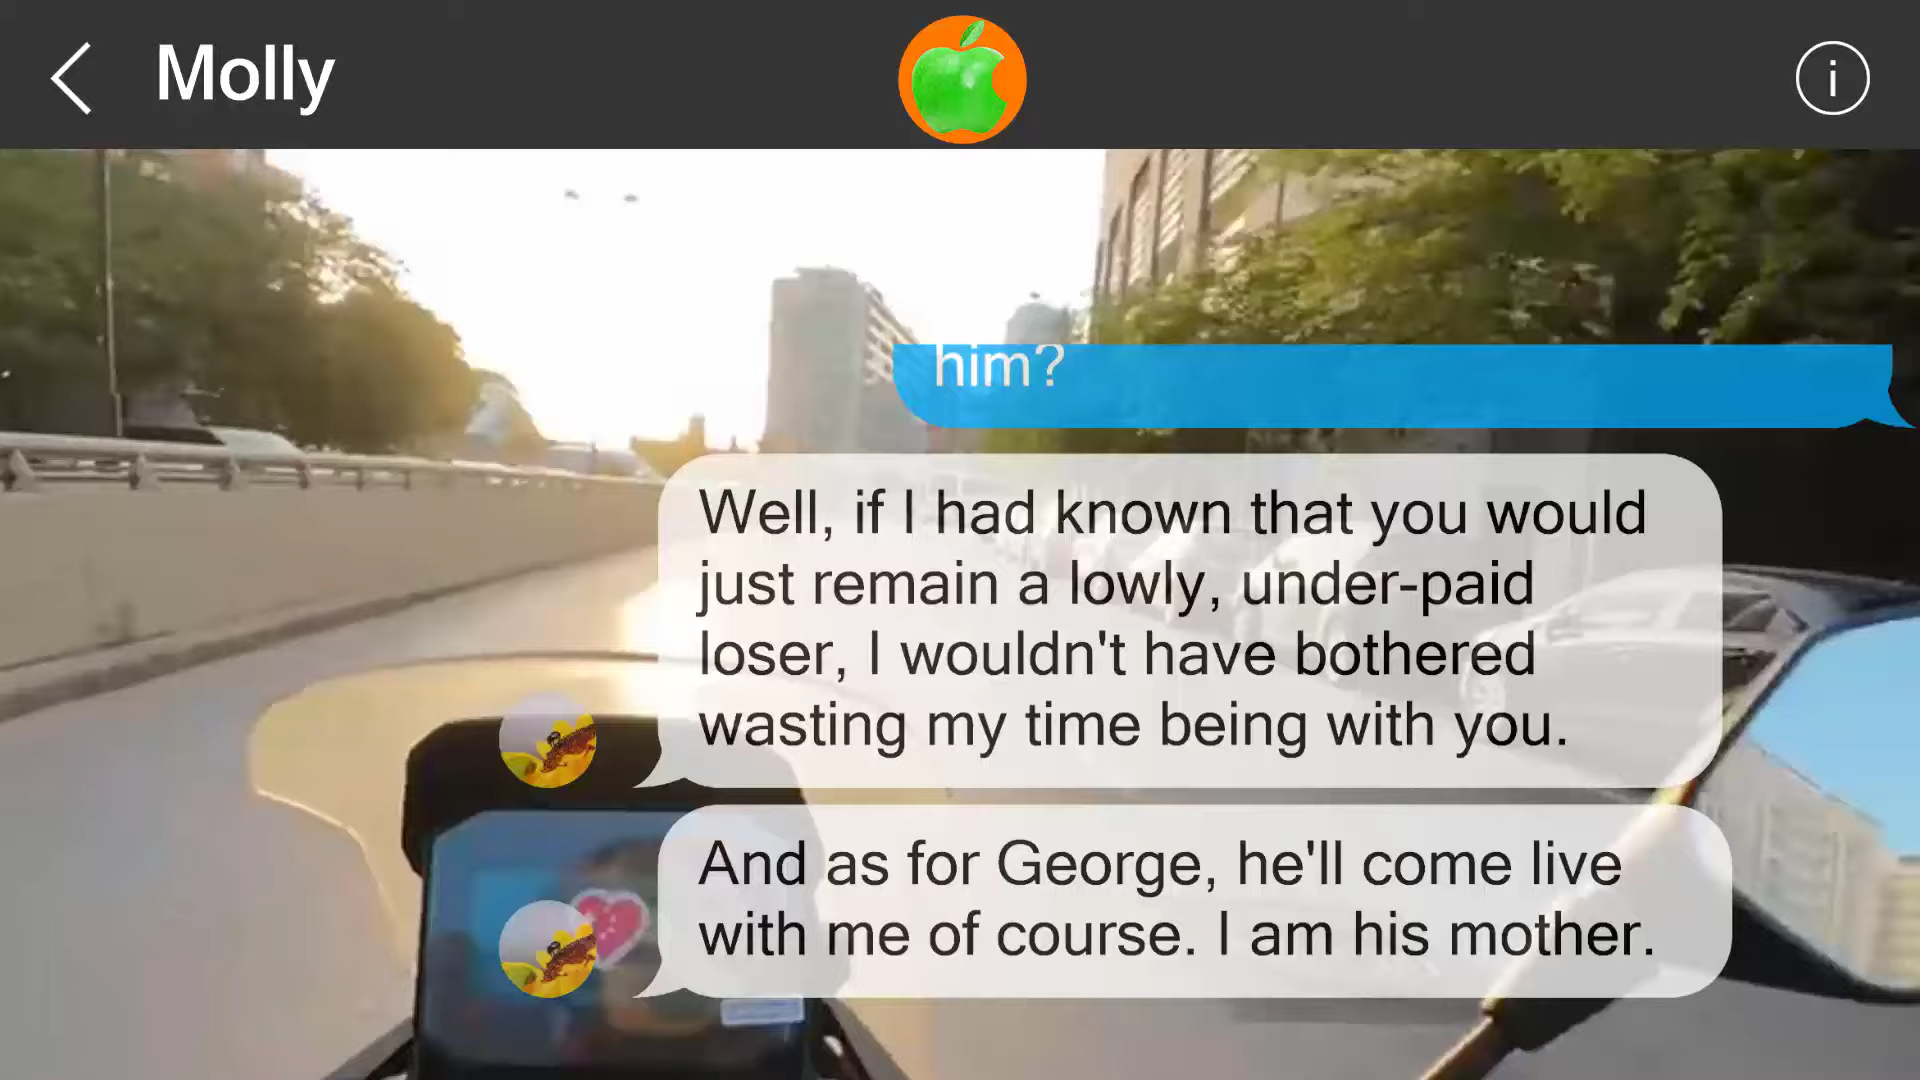 Molly
i
him?
Well, if I had known that you would
just remain a lowly, under-paid
loser, I wouldn't have bothered
wasting my time being with you.
And as for George, he'll come live
with me of course. I am his mother.